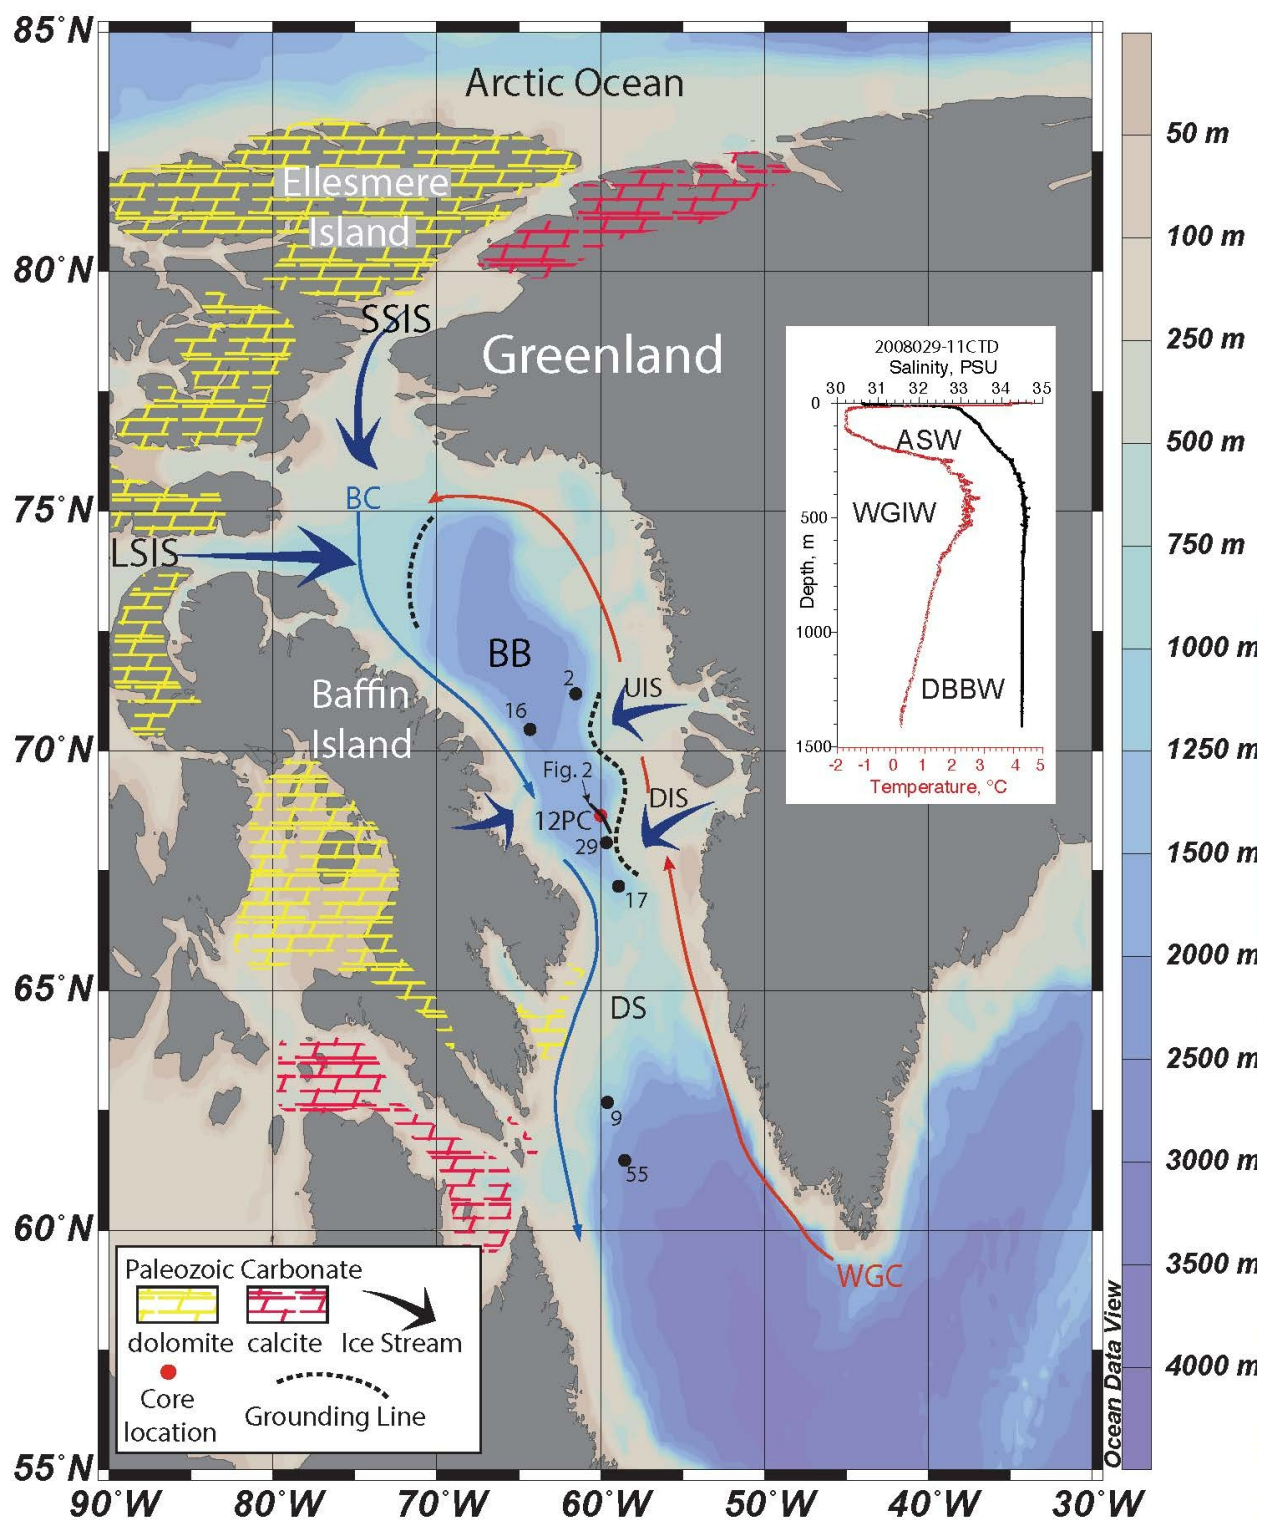 85°N
80°N
75°N
70°N
65°N
60°N
55°N
90°W
80°W
70°W
60°W
50°W
40°W
30°W
Arctic Ocean
Ellesmere
Island
SSIS
Greenland
BC
LSIS
BB
Baffin
Island
2
16
UIS
Fig. 2
DIS
12PC
29
17
DS
9
55
WGC
2008029-11CTD
Salinity, PSU
30 31 32 33 34 35
0
500
1000
1500
Depth, m
ASW
WGIW
DBBW
-2 -1 0 1 2 3 4 5
Temperature, °C
Paleozoic Carbonate
dolomite calcite Ice Stream
Core
location
Grounding Line
50 m
100 m
250 m
500 m
750 m
1000 m
1250 m
1500 m
2000 m
2500 m
3000 m
3500 m
4000 m
Ocean Data View